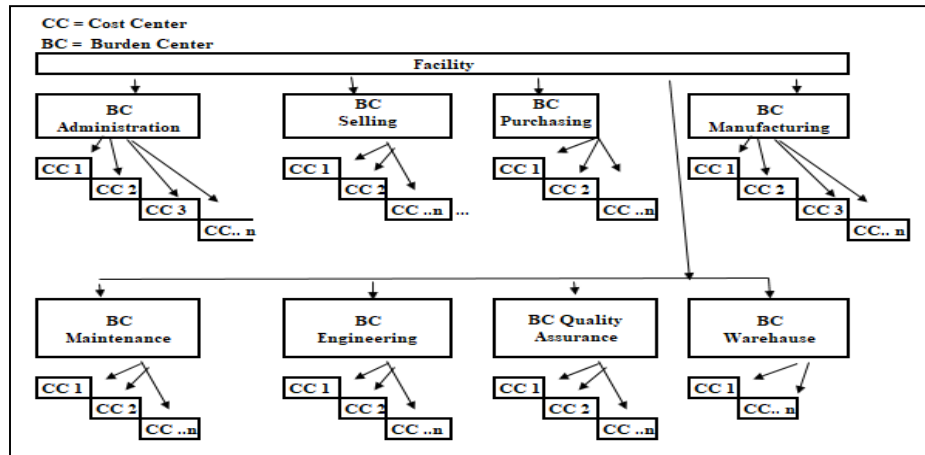 CC = Cost Center
BC = Burden Center
Facility
BC
Administration
BC
Selling
BC
Purchasing
BC
Manufacturing
CC 1
CC 2
CC 3
CC.. n
CC 1
CC 2
CC ..n
...
CC 1
CC 2
CC ..n
CC 1
CC 2
CC 3
CC.. n
BC
Maintenance
BC
Engineering
BC Quality
Assurance
BC
Warehause
CC 1
CC 2
CC ..n
CC 1
CC 2
CC ..n
CC 1
CC 2
CC ..n
CC 1
CC.. n